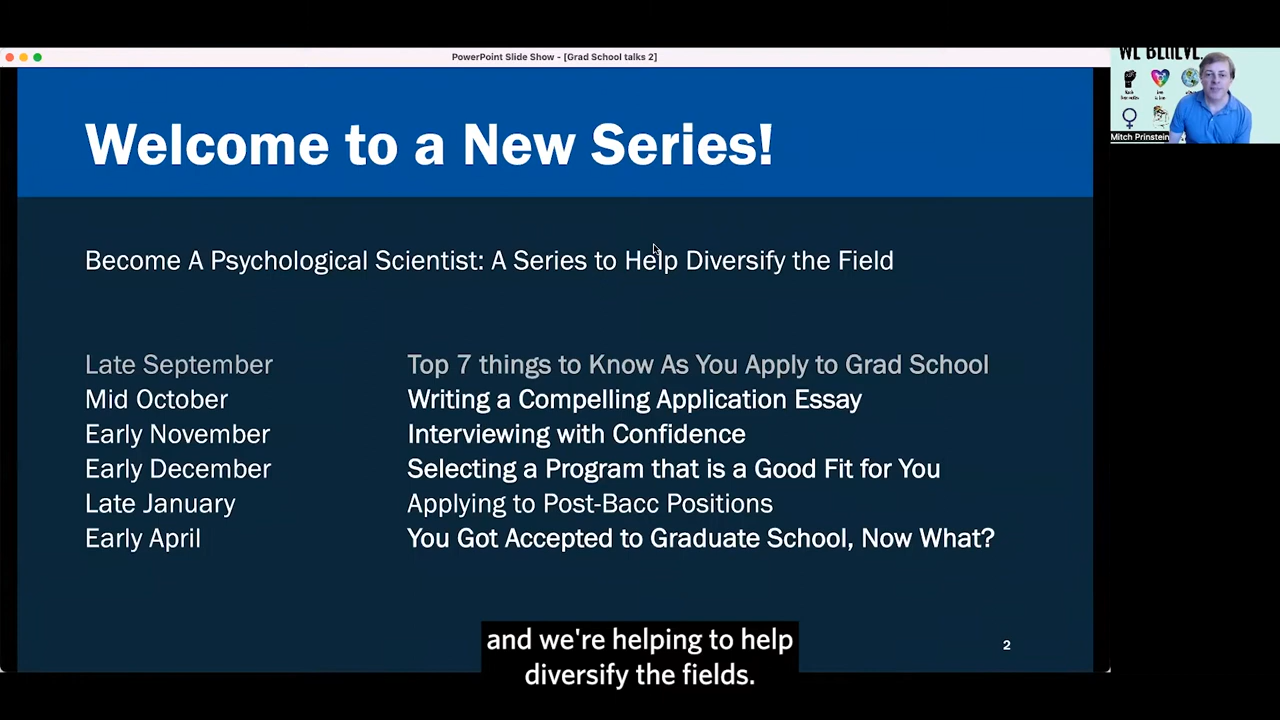 PowerPoint Slide Show - [Grad School talks 2]
WE BELIEVE.
Mitch Prinstein
Welcome to a New Series!
Become A Psychological Scientist: A Series to Help Diversify the Field
Late September Top 7 things to Know As You Apply to Grad School
Mid October Writing a Compelling Application Essay
Early November Interviewing with Confidence
Early December Selecting a Program that is a Good Fit for You
Late January Applying to Post-Bacc Positions
Early April You Got Accepted to Graduate School, Now What?
and we're helping to help
diversify the fields.
2